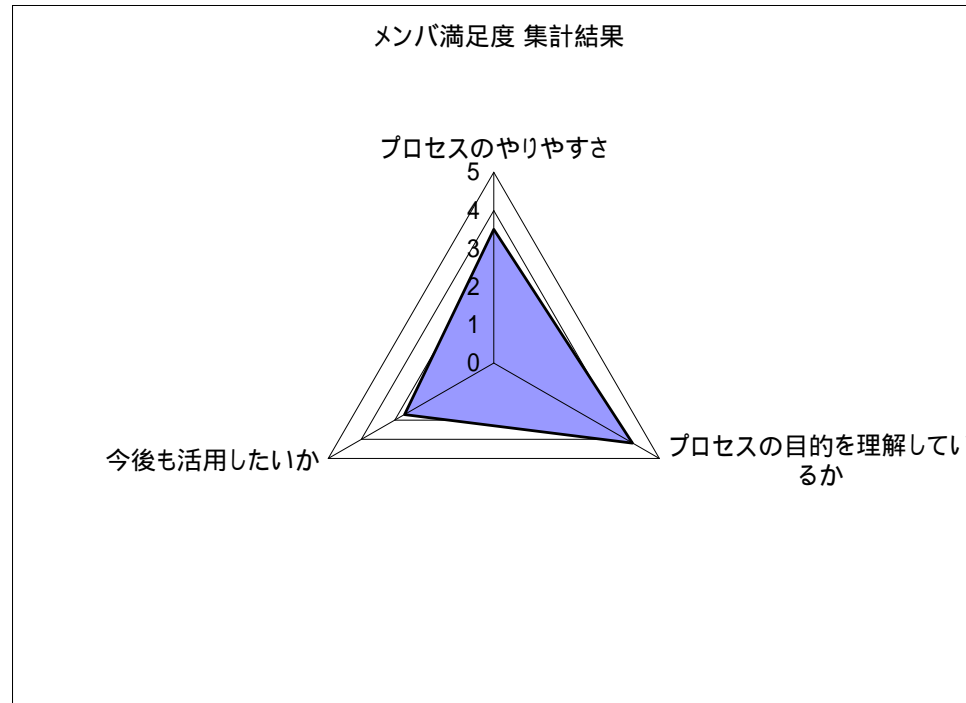 メンバ満足度 集計結果
プロセスのやりやすさ
5
4
3
2
1
0
今後も活用したいか
プロセスの目的を理解してい
るか